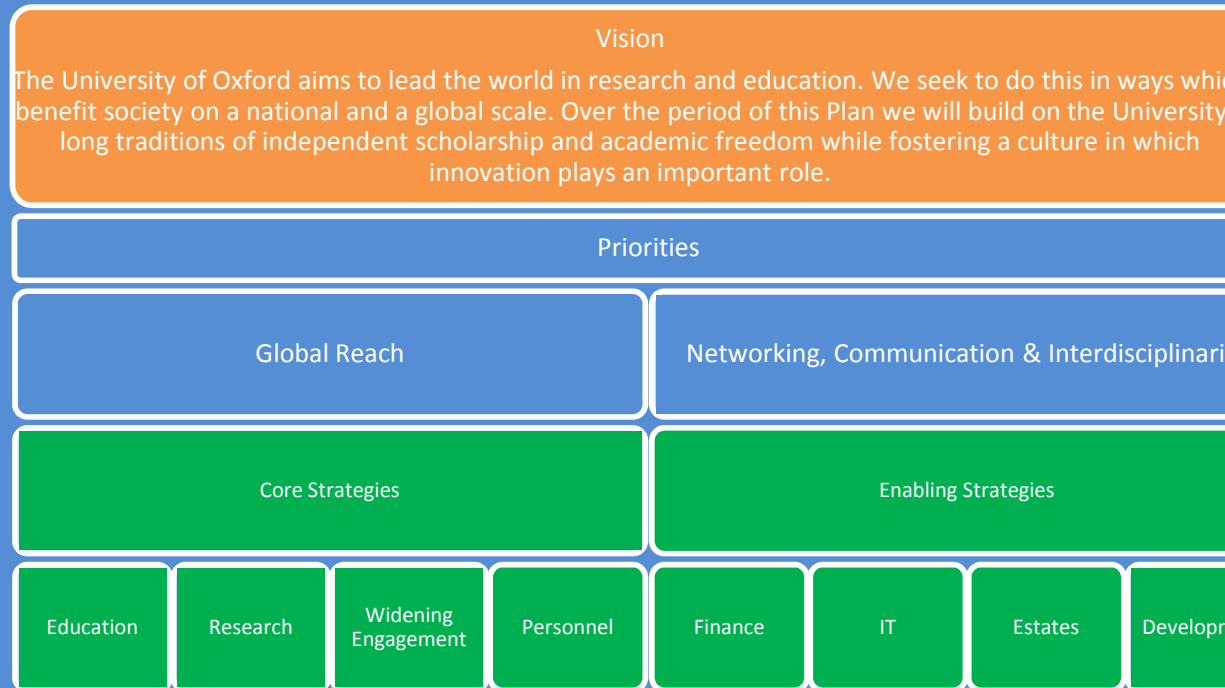 Vision
The University of Oxford aims to lead the world in research and education. We seek to do this in ways whic
benefit society on a national and a global scale. Over the period of this Plan we will build on the University
long traditions of independent scholarship and academic freedom while fostering a culture in which
innovation plays an important role.
Priorities
Global Reach
Networking, Communication & Interdisciplinari
Core Strategies
Enabling Strategies
Education
Research
Widening
Engagement
Personnel
Finance
IT
Estates
Developm